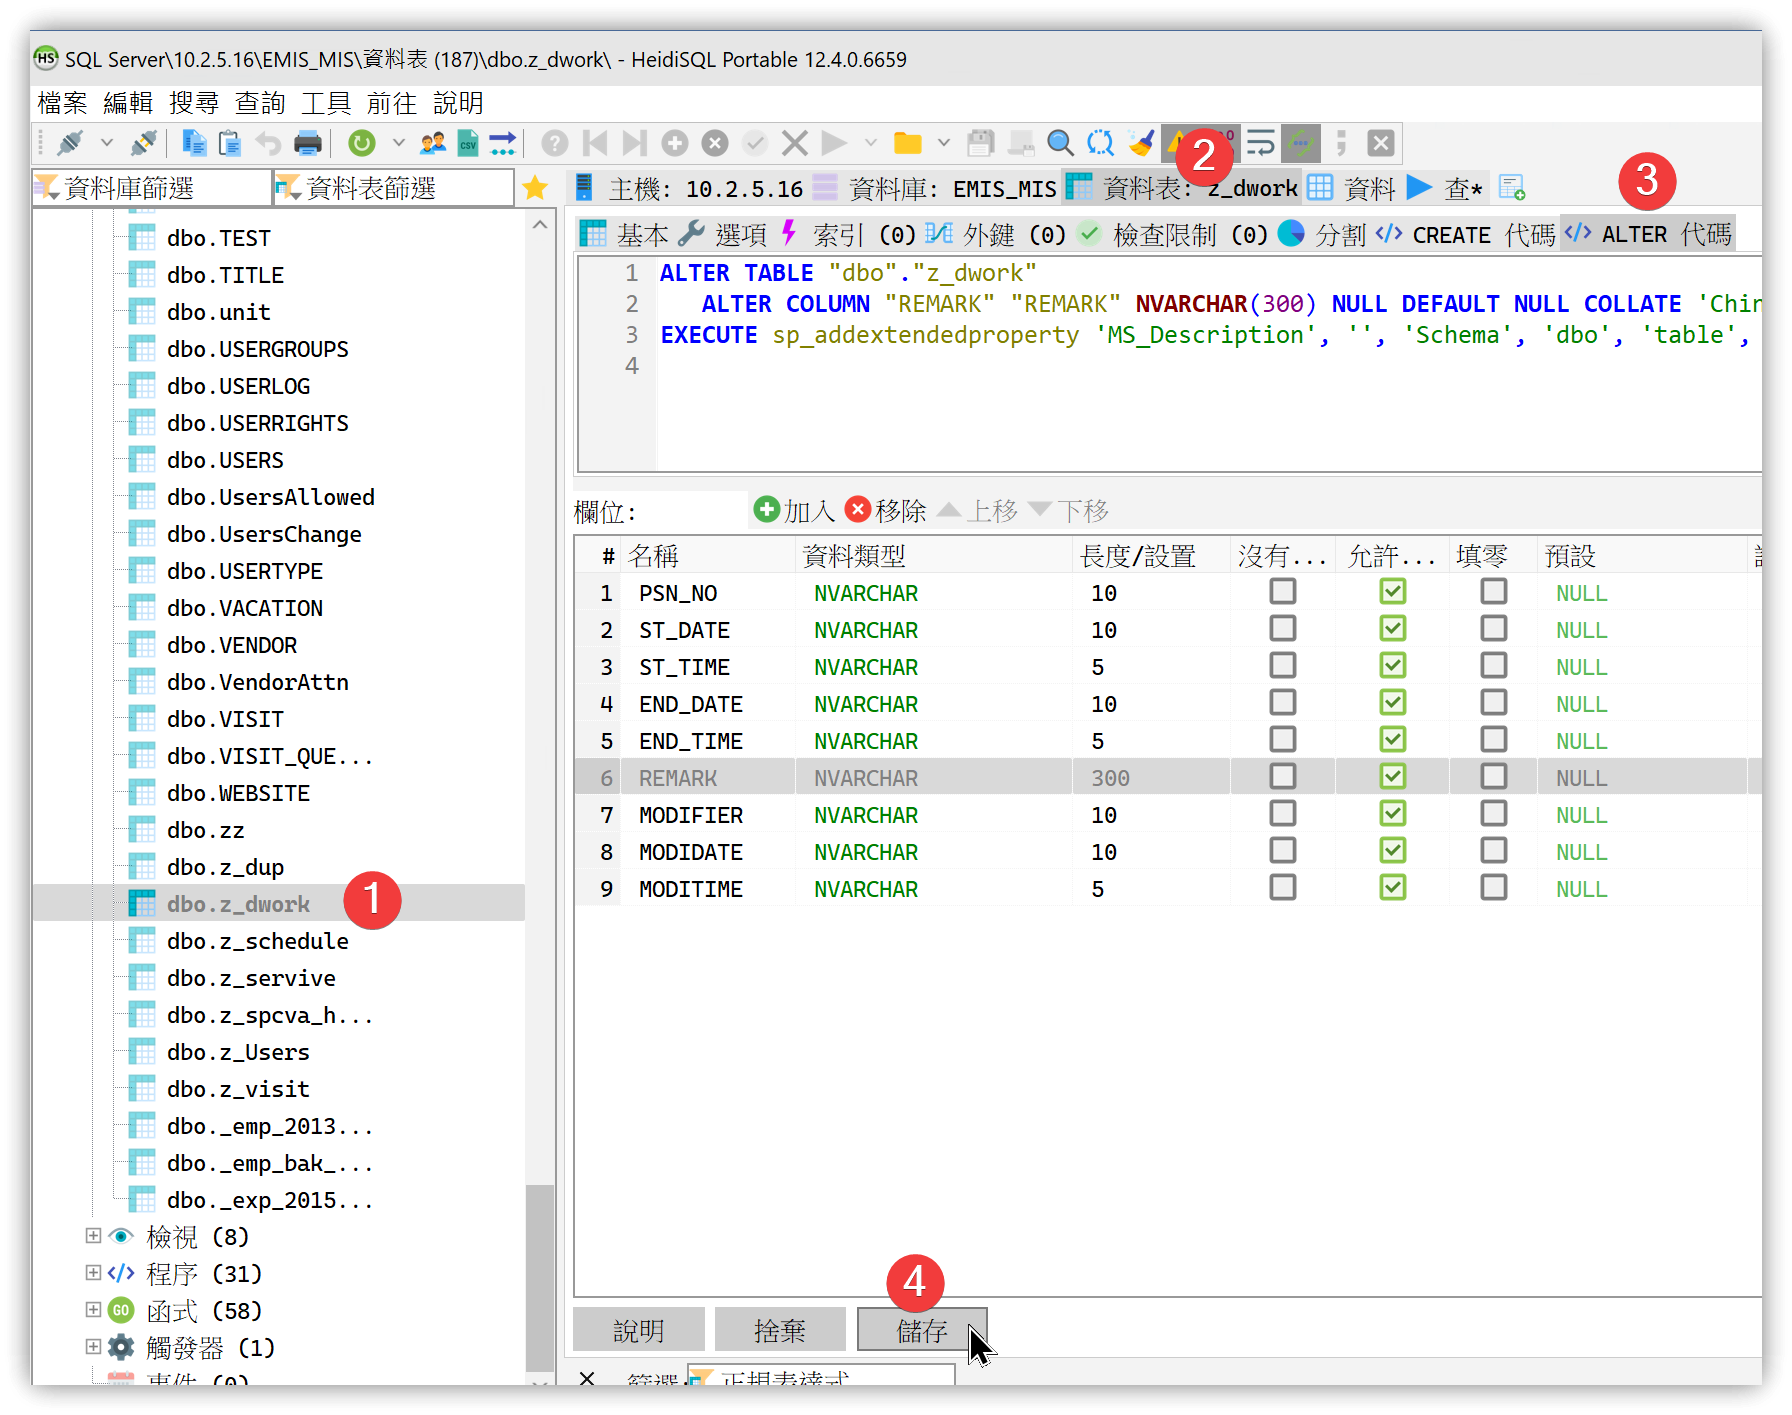 SQL Server\10.2.5.16\EMIS_MIS\資料表 (187)\dbo.z_dwork\ - HeidiSQL Portable 12.4.0.6659
檔案 編輯 搜尋 查詢 工具 前往 說明
資料庫篩選 資料表篩選
主機: 10.2.5.16 資料庫: EMIS_MIS 資料表: z_dwork 資料 查*
2
3
基本 選項 索引 (0) 外鍵 (0) 檢查限制 (0) 分割 CREATE 代碼 ALTER 代碼
1 ALTER TABLE "dbo"."z_dwork"
2 ALTER COLUMN "REMARK" "REMARK" NVARCHAR(300) NULL DEFAULT NULL COLLATE 'Chin
3 EXECUTE sp_addextendedproperty 'MS_Description', '', 'Schema', 'dbo', 'table',
4
dbo.TEST
dbo.TITLE
dbo.unit
dbo.USERGROUPS
dbo.USERLOG
dbo.USERRIGHTS
dbo.USERS
dbo.UsersAllowed
dbo.UsersChange
dbo.USERTYPE
dbo.VACATION
dbo.VENDOR
dbo.VendorAttn
dbo.VISIT
dbo.VISIT_QUE...
dbo.WEBSITE
dbo.zz
dbo.z_dup
dbo.z_dwork 1
dbo.z_schedule
dbo.z_servive
dbo.z_spcva_h...
dbo.z_Users
dbo.z_visit
dbo._emp_2013...
dbo._emp_bak_...
dbo._exp_2015...
檢視 (8)
程序 (31)
函式 (58)
觸發器 (1)
事件 (0)
欄位: 加入 移除 上移 下移
# 名稱 資料類型 長度/設置 沒有... 允許... 填零 預設
1 PSN_NO NVARCHAR 10 NULL
2 ST_DATE NVARCHAR 10 NULL
3 ST_TIME NVARCHAR 5 NULL
4 END_DATE NVARCHAR 10 NULL
5 END_TIME NVARCHAR 5 NULL
6 REMARK NVARCHAR 300 NULL
7 MODIFIER NVARCHAR 10 NULL
8 MODIDATE NVARCHAR 10 NULL
9 MODITIME NVARCHAR 5 NULL
4
說明 捨棄 儲存
篩選: 正規表達式